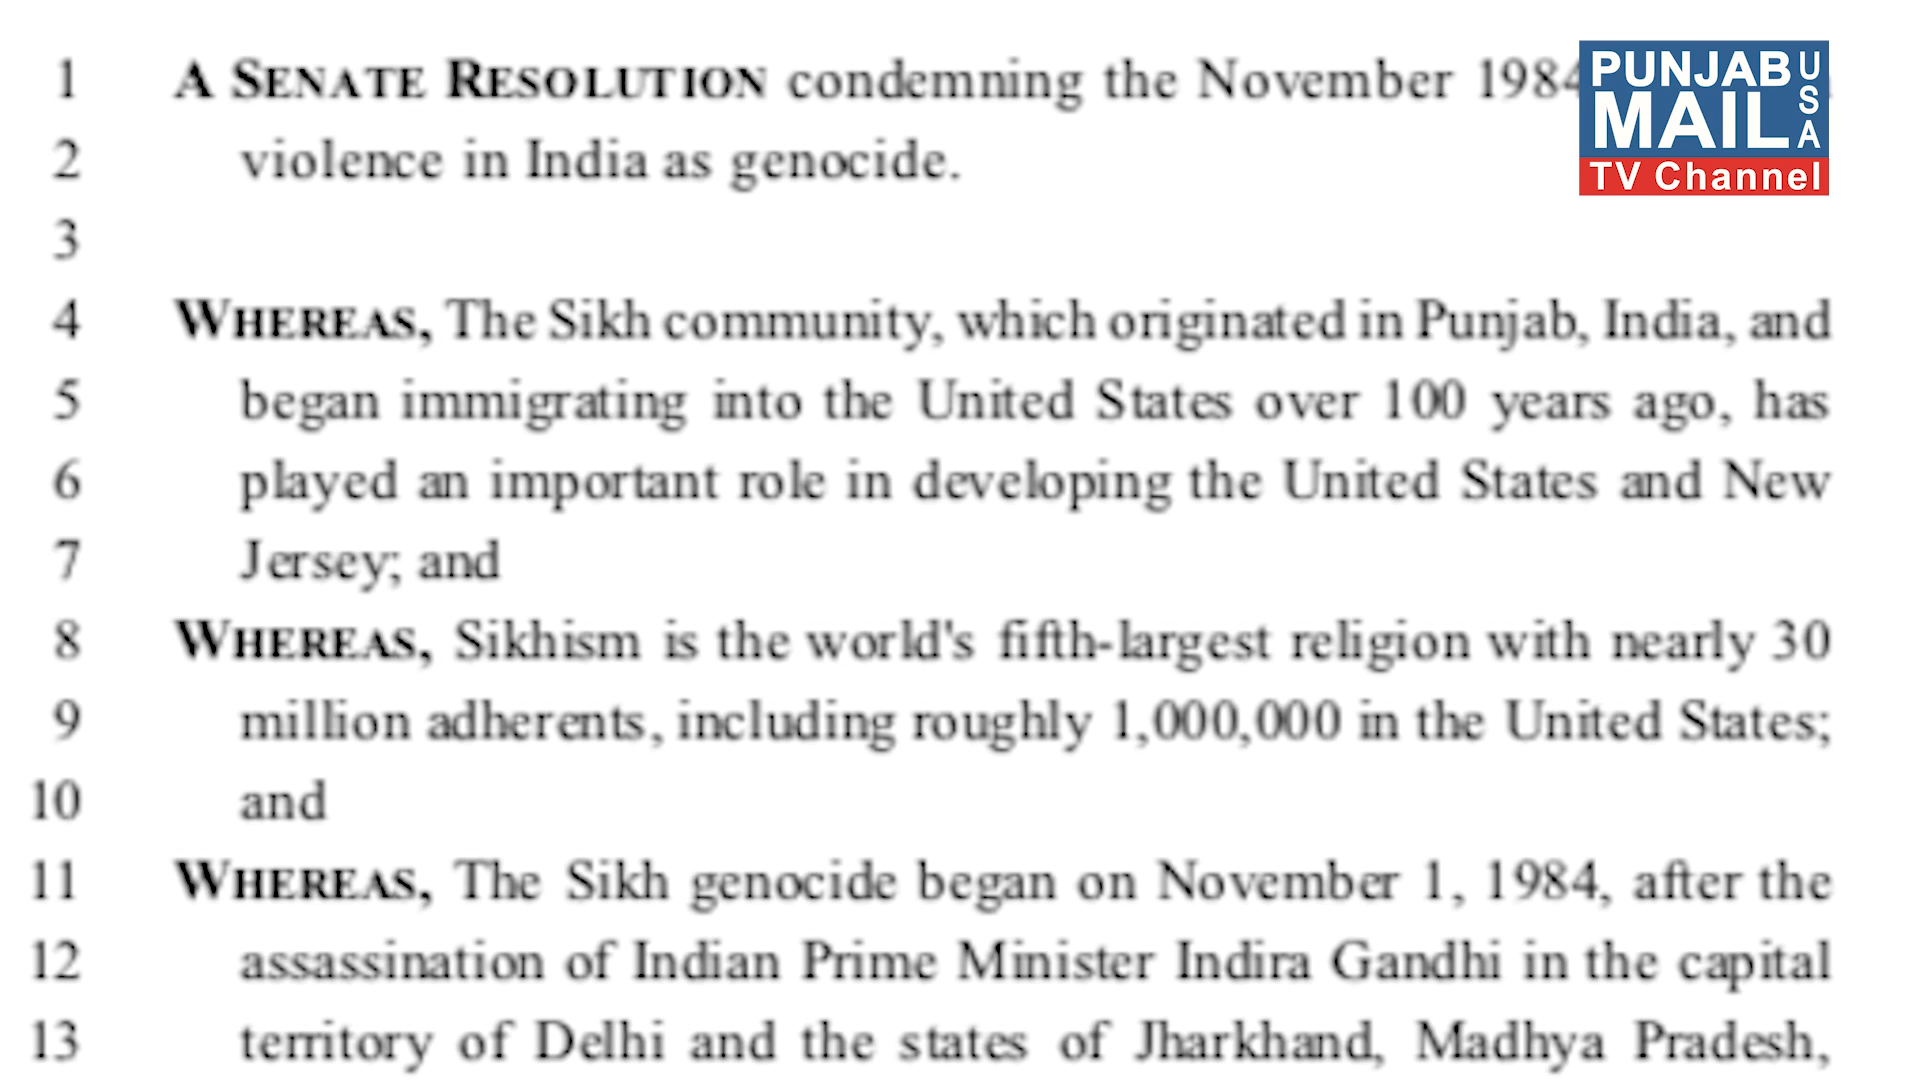 1 A SENATE RESOLUTION condemning the November 1984
2 violence in India as genocide.
3
4 WHEREAS, The Sikh community, which originated in Punjab, India, and
5 began immigrating into the United States over 100 years ago, has
6 played an important role in developing the United States and New
7 Jersey; and
8 WHEREAS, Sikhism is the world's fifth-largest religion with nearly 30
9 million adherents, including roughly 1,000,000 in the United States;
10 and
11 WHEREAS, The Sikh genocide began on November 1, 1984, after the
12 assassination of Indian Prime Minister Indira Gandhi in the capital
13 territory of Delhi and the states of Jharkhand, Madhya Pradesh,
PUNJAB
MAIL
USA
TV Channel